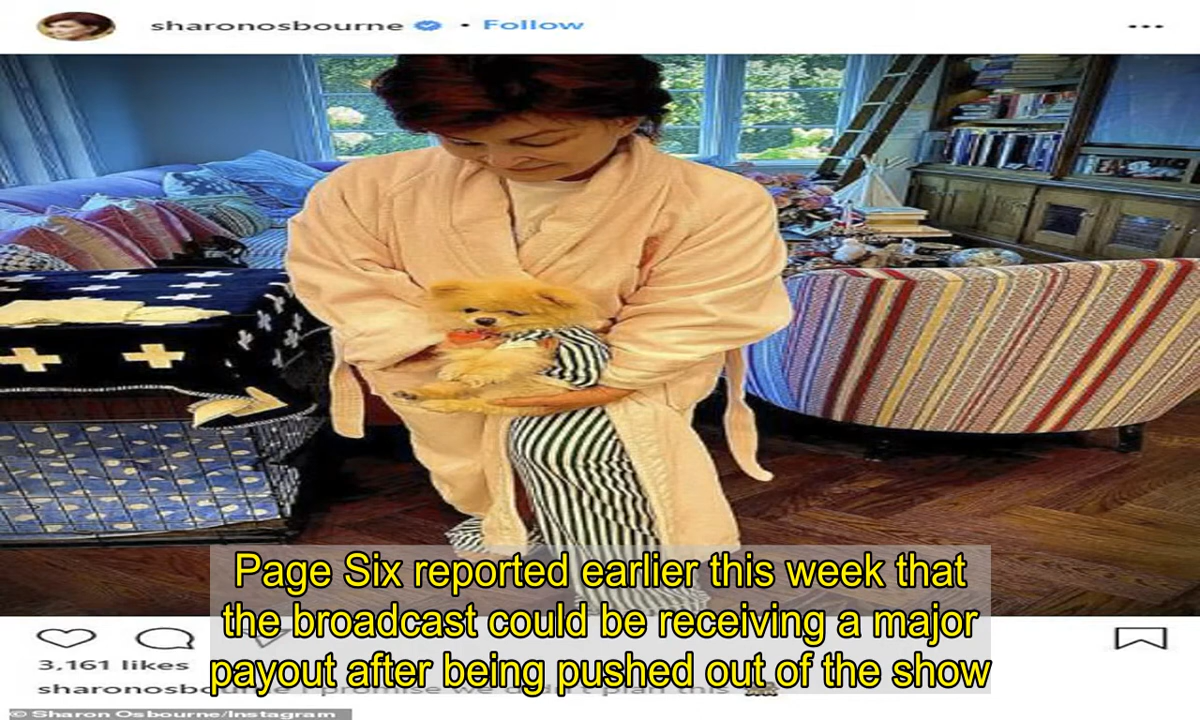 sharonosbourne • Follow
Page Six reported earlier this week that
the broadcast could be receiving a major
3,161 likes
payout after being pushed out of the show
© Sharon Osbourne/Instagram